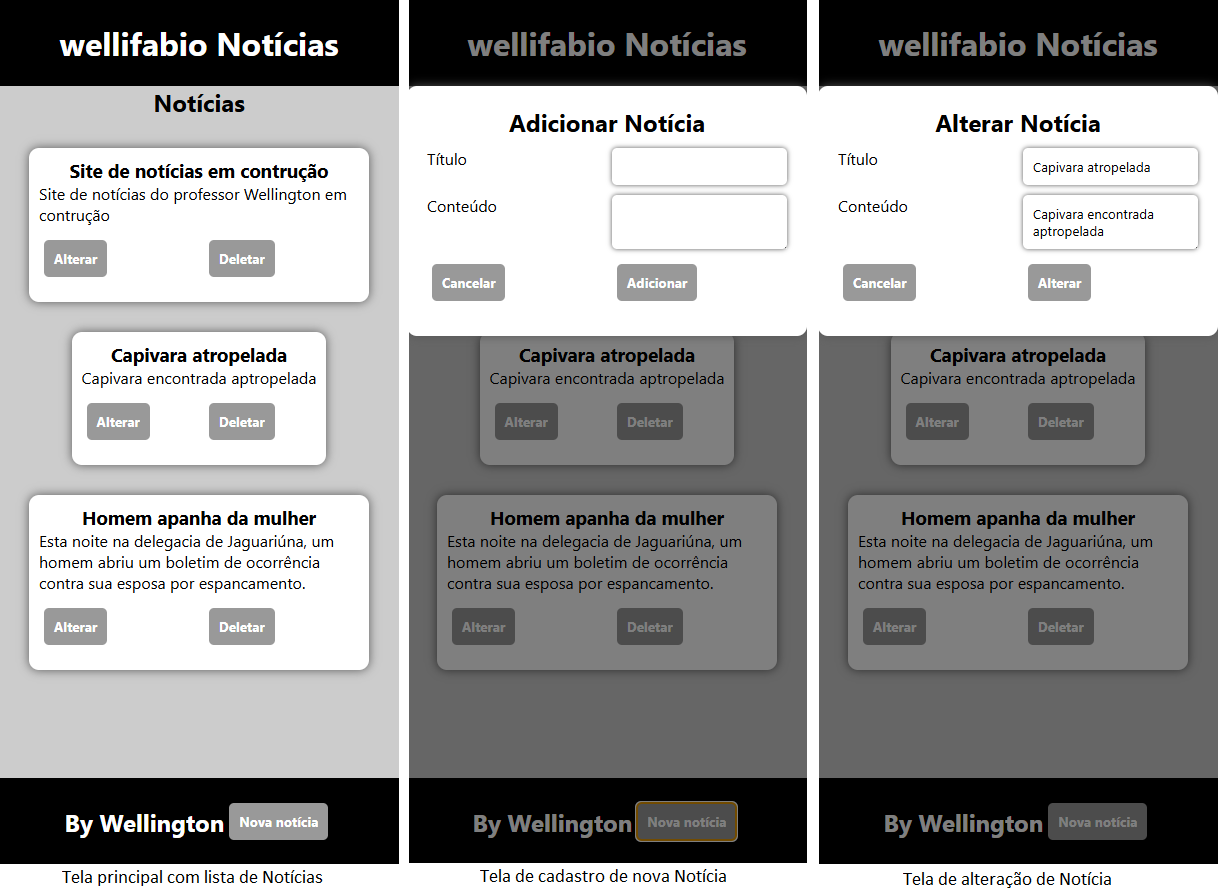 wellifabio Notícias
Notícias
Site de notícias em contrução
Site de notícias do professor Wellington em
contrução
Alterar
Deletar
Capivara atropelada
Capivara encontrada aptropelada
Alterar
Deletar
Homem apanha da mulher
Esta noite na delegacia de Jaguariúna, um
homem abriu um boletim de ocorrência
contra sua esposa por espancamento.
Alterar
Deletar
By Wellington
Nova notícia
Tela principal com lista de Notícias
wellifabio Notícias
Adicionar Notícia
Título
Conteúdo
Cancelar
Adicionar
Capivara atropelada
Capivara encontrada aptropelada
Alterar
Deletar
Homem apanha da mulher
Esta noite na delegacia de Jaguariúna, um
homem abriu um boletim de ocorrência
contra sua esposa por espancamento.
Alterar
Deletar
By Wellington
Nova notícia
Tela de cadastro de nova Notícia
wellifabio Notícias
Alterar Notícia
Título
Capivara atropelada
Conteúdo
Capivara encontrada
aptropelada
Cancelar
Alterar
Capivara atropelada
Capivara encontrada aptropelada
Alterar
Deletar
Homem apanha da mulher
Esta noite na delegacia de Jaguariúna, um
homem abriu um boletim de ocorrência
contra sua esposa por espancamento.
Alterar
Deletar
By Wellington
Nova notícia
Tela de alteração de Notícia